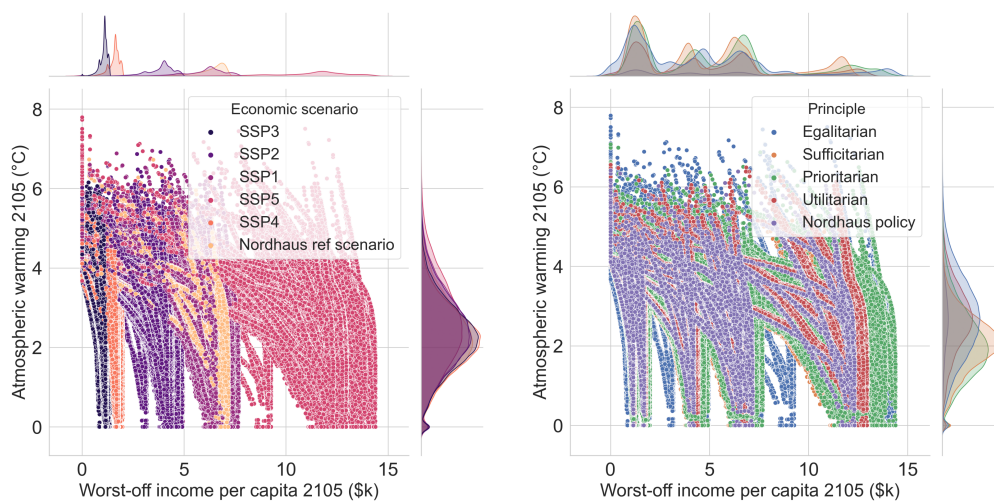 Economic scenario
SSP3
SSP2
SSP1
SSP5
SSP4
Nordhaus ref scenario
Atmospheric warming 2105 (°C)
8
6
4
2
0
0 5 10 15
Worst-off income per capita 2105 ($k)
Principle
Egalitarian
Sufficitarian
Prioritarian
Utilitarian
Nordhaus policy
Atmospheric warming 2105 (°C)
8
6
4
2
0
0 5 10 15
Worst-off income per capita 2105 ($k)